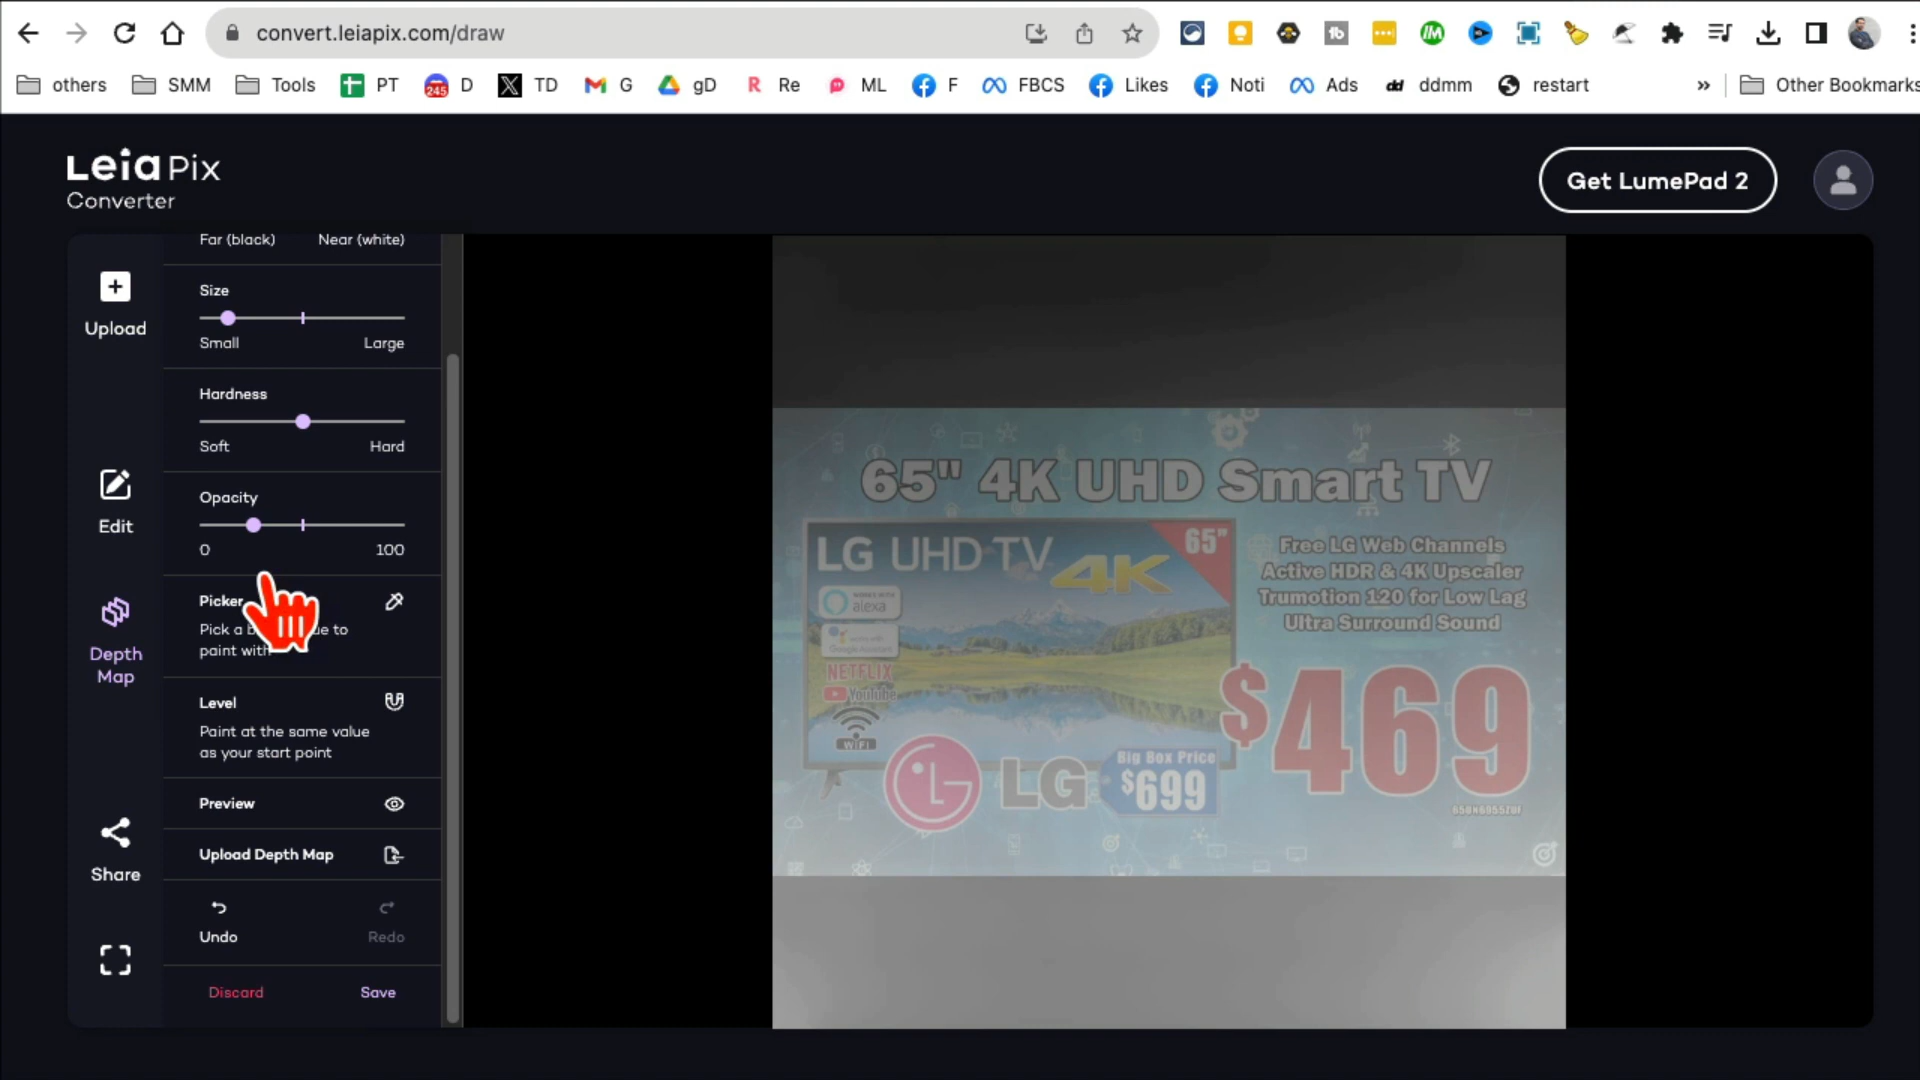 convert.leiapix.com/draw
others SMM Tools PT 245 D TD G gD R Re ML F FBCS Likes Noti Ads dd ddmm restart » Other Bookmarks
Leia Pix
Converter
Get LumePad 2
Upload
Edit
Depth
Map
Share
Far (black) Near (white)
Size
Small Large
Hardness
Soft Hard
Opacity
0 100
Picker
Pick a
to
paint with
Level
Paint at the same value
as your start point
Preview
Upload Depth Map
Undo Redo
Discard Save
65" 4K UHD Smart TV
LG UHD TV 4K 65"
alexa
NETFLIX
YouTube
WiFi
LG
Big Box Price
$699
Free LG Web Channels
Active HDR & 4K Upscaler
Trumotion 120 for Low Lag
Ultra Surround Sound
$469